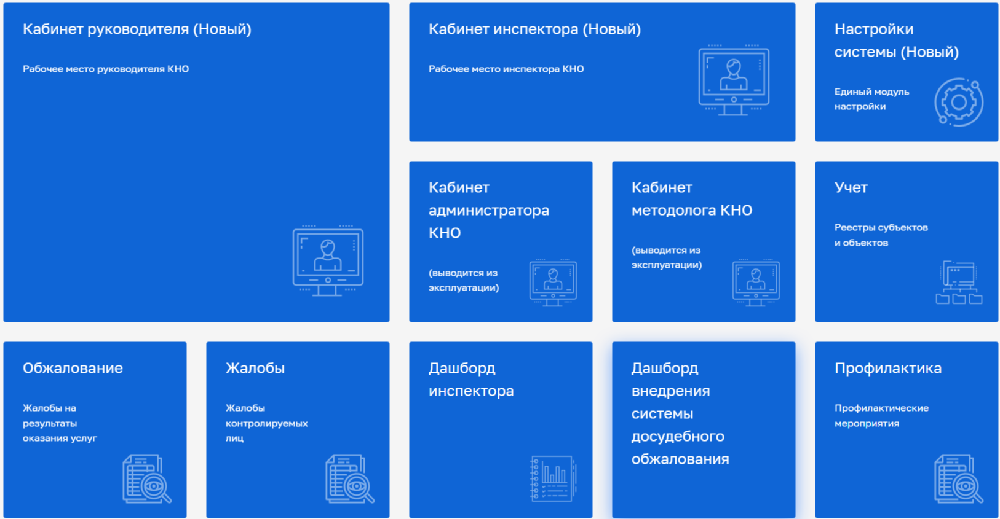 Кабинет руководителя (Новый)
Рабочее место руководителя КНО
Кабинет инспектора (Новый)
Рабочее место инспектора КНО
Настройки
системы (Новый)
Единый модуль
настройки
Кабинет
администратора
КНО
(выводится из
эксплуатации)
Кабинет
методолога КНО
(выводится из
эксплуатации)
Учет
Реестры субъектов
и объектов
Обжалование
Жалобы на
результаты
оказания услуг
Жалобы
Жалобы
контролируемых
лиц
Дашборд
инспектора
Дашборд
внедрения
системы
досудебного
обжалования
Профилактика
Профилактические
мероприятия